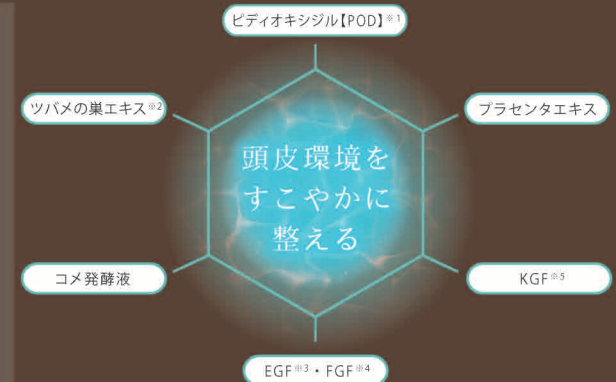 ピディオキシジル【POD】※1
ツバメの巣エキス※2
プラセンタエキス
頭皮環境を
すこやかに
整える
コメ発酵液
KGF※5
EGF※3・FGF※4